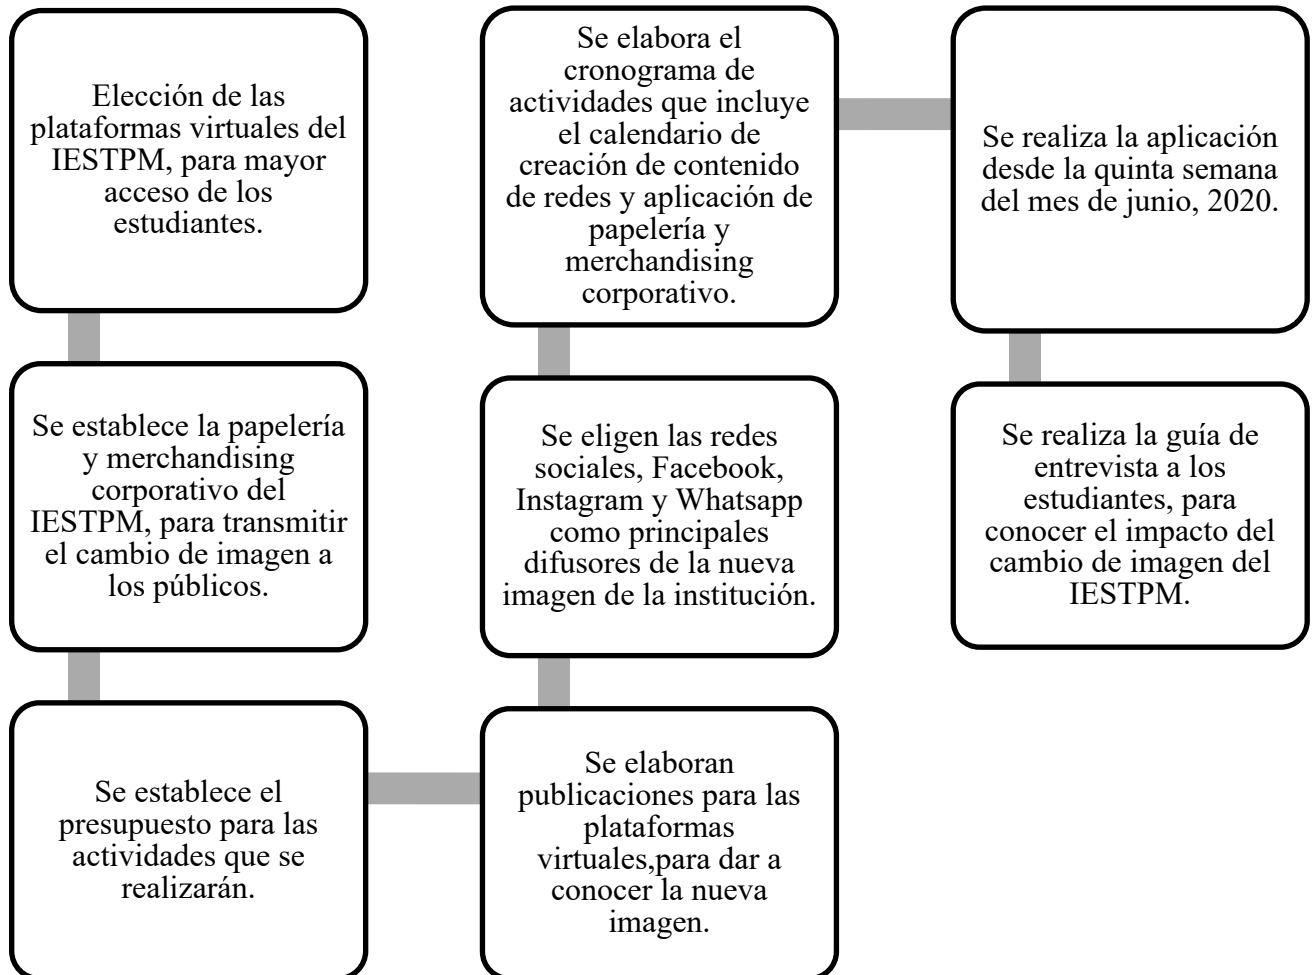 Elección de las
plataformas virtuales del
IESTPM, para mayor
acceso de los
estudiantes.
Se establece la papelería
y merchandising
corporativo del
IESTPM, para transmitir
el cambio de imagen a
los públicos.
Se establece el
presupuesto para las
actividades que se
realizarán.
Se elaboran
publicaciones para las
plataformas
virtuales,para dar a
conocer la nueva
imagen.
Se eligen las redes
sociales, Facebook,
Instagram y Whatsapp
como principales
difusores de la nueva
imagen de la institución.
Se elabora el
cronograma de
actividades que incluye
el calendario de
creación de contenido
de redes y aplicación de
papelería y
merchandising
corporativo.
Se realiza la aplicación
desde la quinta semana
del mes de junio, 2020.
Se realiza la guía de
entrevista a los
estudiantes, para
conocer el impacto del
cambio de imagen del
IESTPM.